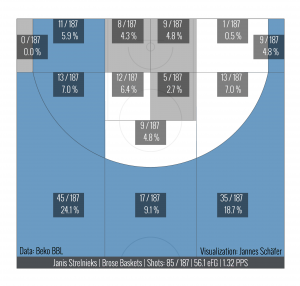 11 / 187
5.9 %
8 / 187
4.3 %
9 / 187
4.8 %
1 / 187
0.5 %
0 / 187
0.0 %
9 / 187
4.8 %
13 / 187
7.0 %
12 / 187
6.4 %
5 / 187
2.7 %
13 / 187
7.0 %
9 / 187
4.8 %
45 / 187
24.1 %
17 / 187
9.1 %
35 / 187
18.7 %
Data: Beko BBL
Visualization: Jannes Schäfer
Janis Strelnieks | Brose Baskets | Shots: 85 / 187 | 56.1 eFG | 1.32 PPS